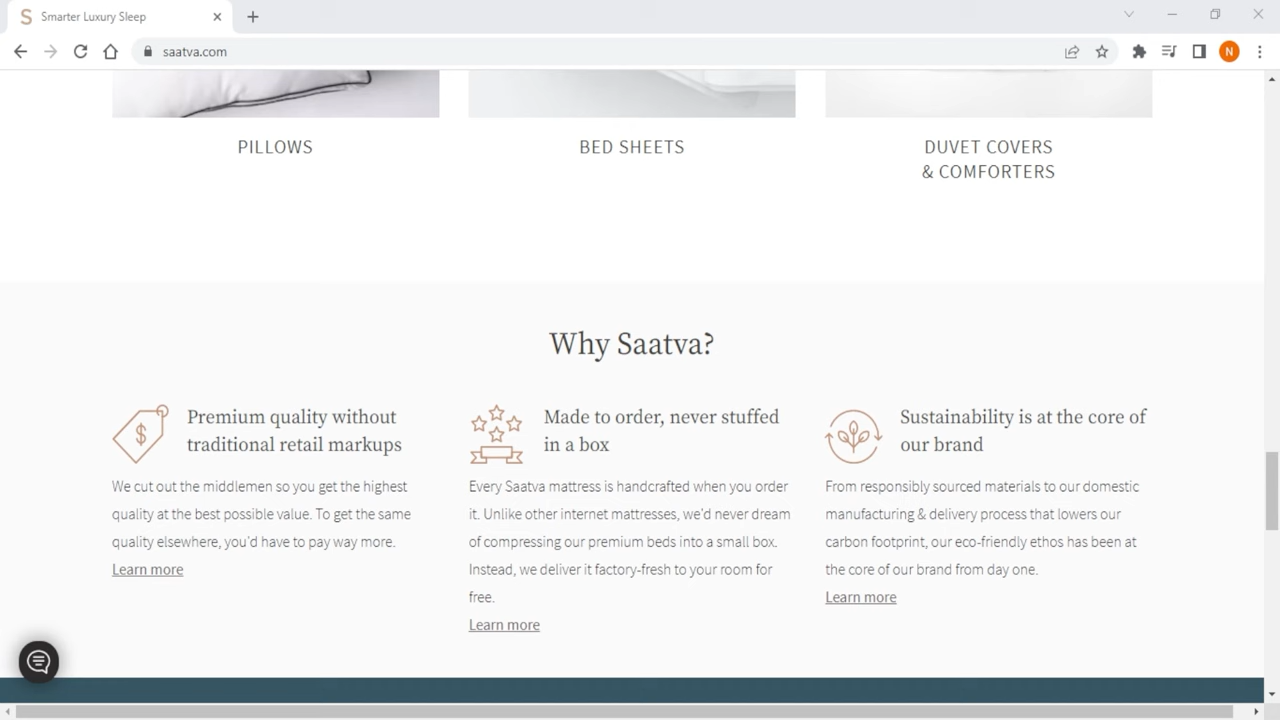 Smarter Luxury Sleep
saatva.com
N
PILLOWS
BED SHEETS
DUVET COVERS
& COMFORTERS
Why Saatva?
Premium quality without
traditional retail markups
We cut out the middlemen so you get the highest
quality at the best possible value. To get the same
quality elsewhere, you'd have to pay way more.
Learn more
Made to order, never stuffed
in a box
Every Saatva mattress is handcrafted when you order
it. Unlike other internet mattresses, we'd never dream
of compressing our premium beds into a small box.
Instead, we deliver it factory-fresh to your room for
free.
Learn more
Sustainability is at the core of
our brand
From responsibly sourced materials to our domestic
manufacturing & delivery process that lowers our
carbon footprint, our eco-friendly ethos has been at
the core of our brand from day one.
Learn more